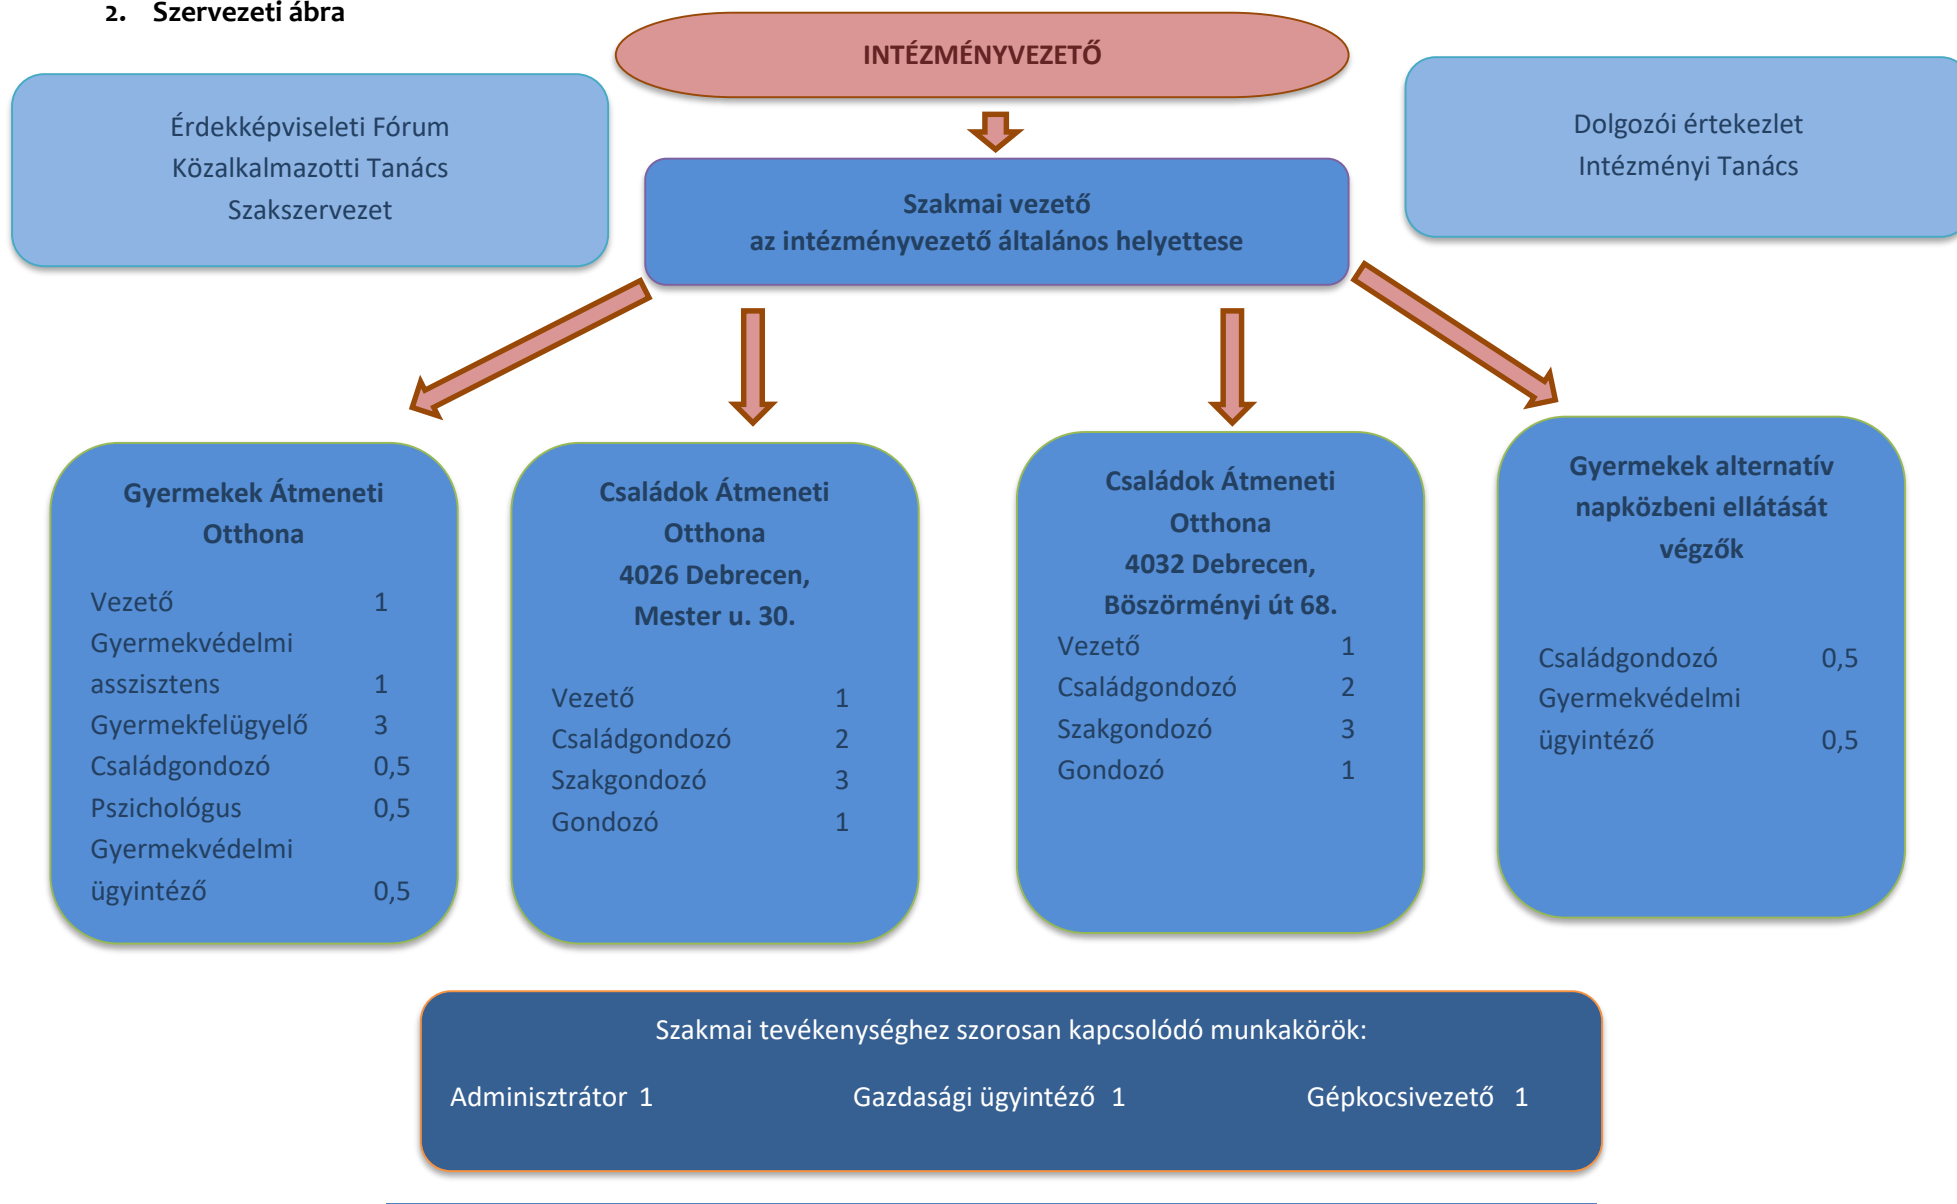 2. Szervezeti ábra
INTÉZMÉNYVEZETŐ
Érdekképviseleti Fórum
Közalkalmazotti Tanács
Szakszervezet
Dolgozói értekezlet
Intézményi Tanács
Szakmai vezető
az intézményvezető általános helyettese
Gyermekek Átmeneti
Otthona
Vezető 1
Gyermekvédelmi
asszisztens 1
Gyermekfelügyelő 3
Családgondozó 0,5
Pszichológus 0,5
Gyermekvédelmi
ügyintéző 0,5
Családok Átmeneti
Otthona
4026 Debrecen,
Mester u. 30.
Vezető 1
Családgondozó 2
Szakgondozó 3
Gondozó 1
Családok Átmeneti
Otthona
4032 Debrecen,
Böszörményi út 68.
Vezető 1
Családgondozó 2
Szakgondozó 3
Gondozó 1
Gyermekek alternatív
napközbeni ellátását
végzők
Családgondozó 0,5
Gyermekvédelmi
ügyintéző 0,5
Szakmai tevékenységhez szorosan kapcsolódó munkakörök:
Adminisztrátor 1 Gazdasági ügyintéző 1 Gépkocsivezető 1